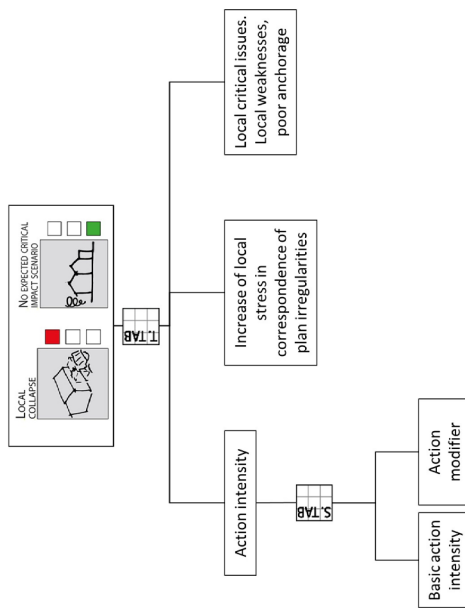 LOCAL
COLLAPSE
NO EXPECTED CRITICAL
IMPACT SCENARIO
T. TAB
Action intensity
Increase of local
stress in
correspondence of
plan irregularities
Local critical issues.
Local weaknesses,
poor anchorage
S. TAB
Basic action
intensity
Action
modifier